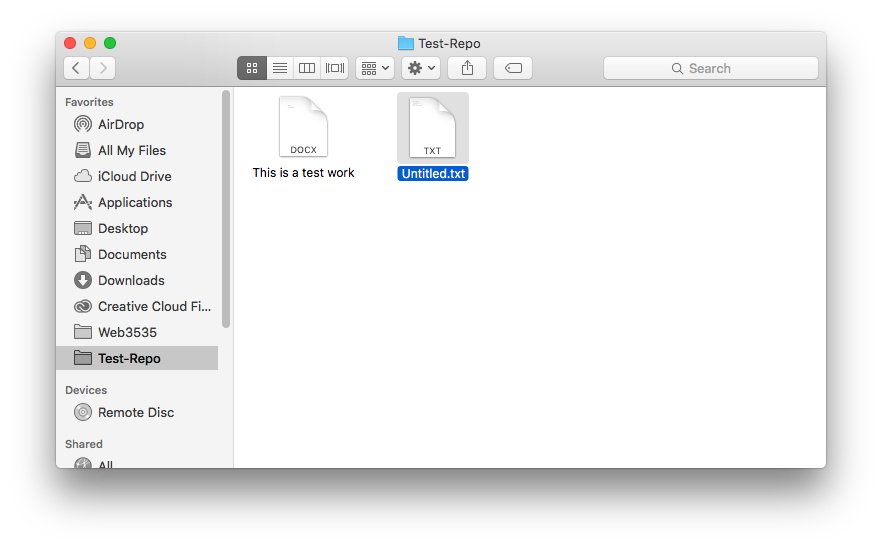 Test-Repo
Search
Favorites
AirDrop
All My Files
iCloud Drive
Applications
Desktop
Documents
Downloads
Creative Cloud Fi...
Web3535
Test-Repo
Devices
Remote Disc
Shared
All
DOCX
This is a test work
TXT
Untitled.txt